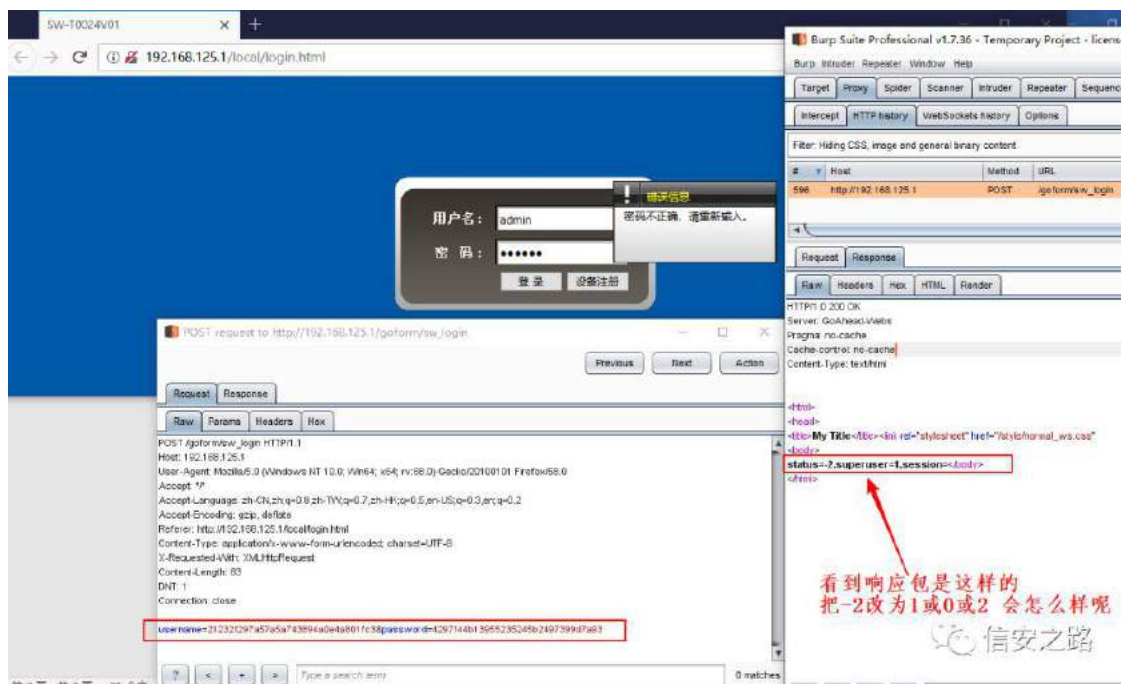 SW-T0024V01
192.168.125.1/local/login.html
用户名：
admin
密 码：
登 录
设备注册
错误信息
密码不正确，请重新输入。
POST request to http://192.168.125.1/goform/sw_login
Previous
Next
Action
Request
Response
Raw
Params
Headers
Hex
POST /goform/sw_login HTTP/1.1
Host: 192.168.125.1
User-Agent: Mozilla/5.0 (Windows NT 10.0; Win64; x64; rv:58.0) Gecko/20100101 Firefox/58.0
Accept: */*
Accept-Language: zh-CN,zh;q=0.8,zh-TW;q=0.7,zh-HK;q=0.5,en-US;q=0.3,en;q=0.2
Accept-Encoding: gzip, deflate
Referer: http://192.168.125.1/local/login.html
Content-Type: application/x-www-form-urlencoded; charset=UTF-8
X-Requested-With: XMLHttpRequest
Content-Length: 83
DNT: 1
Connection: close
username=21232f297a57a5a743894a0e4a801fc3&password=
?
<
+
>
Type a search term
0 matches
Burp Suite Professional v1.7.36 - Temporary Project - license
Burp Intruder Repeater Window Help
Target
Proxy
Spider
Scanner
Intruder
Repeater
Sequenc
Intercept
HTTP history
WebSockets history
Options
Filter: Hiding CSS, image and general binary content
#
Host
Method
URL
596
http://192.168.125.1
POST
/goform/sw_login
Request
Response
Raw
Headers
Hex
HTML
Render
HTTP/1.0 200 OK
Server: GoAhead-Webs
Pragma: no-cache
Cache-control: no-cache
Content-Type: text/html
<html>
<head>
<title>My Title</title><link rel="stylesheet" href="/style/normal_ws.css"
<body>
status=-2,superuser=1,session=</body>
</html>
看到响应包是这样的
把-2改为1或0或2 会怎么样呢
信安之路